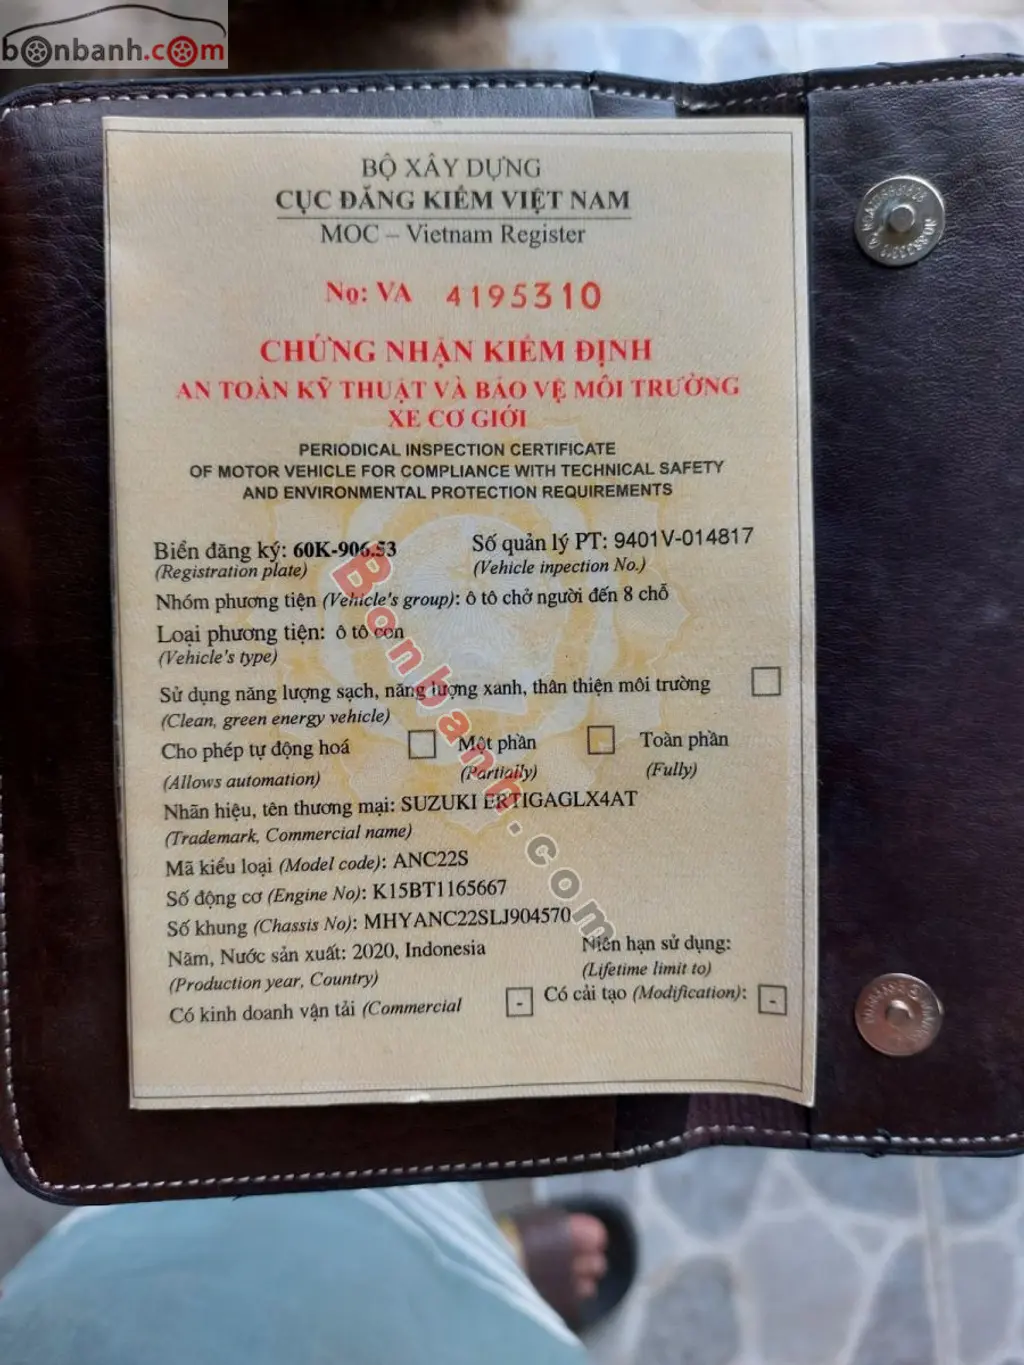 bonbanh.com
BỘ XÂY DỰNG
CỤC ĐĂNG KIỂM VIỆT NAM
MOC – Vietnam Register
No: VA 4195310
CHỨNG NHẬN KIỂM ĐỊNH
AN TOÀN KỸ THUẬT VÀ BẢO VỆ MÔI TRƯỜNG
XE CƠ GIỚI
PERIODICAL INSPECTION CERTIFICATE
OF MOTOR VEHICLE FOR COMPLIANCE WITH TECHNICAL SAFETY
AND ENVIRONMENTAL PROTECTION REQUIREMENTS
Biển đăng ký: 60K-906.53 Số quản lý PT: 9401V-014817
(Registration plate) (Vehicle inpection No.)
Nhóm phương tiện (Vehicle's group): ô tô chở người đến 8 chỗ
Loại phương tiện: ô tô con
(Vehicle's type)
Sử dụng năng lượng sạch, năng lượng xanh, thân thiện môi trường
(Clean, green energy vehicle)
Cho phép tự động hoá Một phần Toàn phần
(Allows automation) (Partially) (Fully)
Nhãn hiệu, tên thương mại: SUZUKI ERTIGAGLX4AT
(Trademark, Commercial name)
Mã kiểu loại (Model code): ANC22S
Số động cơ (Engine No): K15BT1165667
Số khung (Chassis No): MHYANC22SLJ904570
Năm, Nước sản xuất: 2020, Indonesia Niên hạn sử dụng:
(Production year, Country) (Lifetime limit to)
Có kinh doanh vận tải (Commercial - Có cải tạo (Modification): -
Bonbanh.com